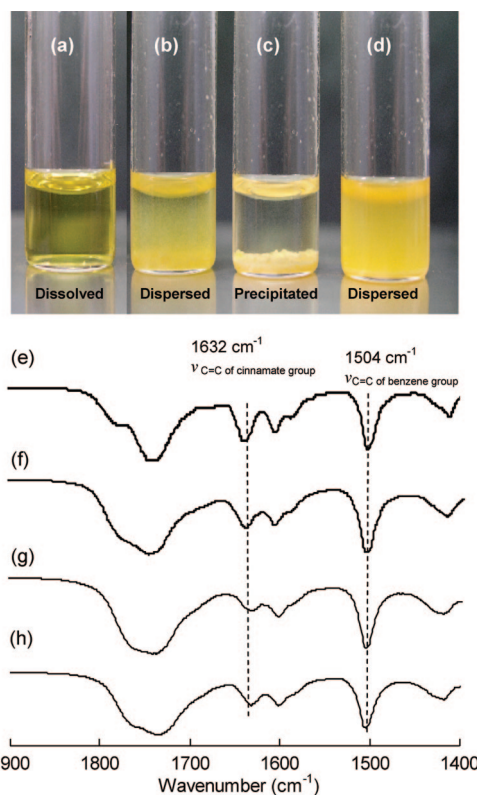 (a) (b) (c) (d)
Dissolved Dispersed Precipitated Dispersed
(e)
1632 cm-1
ν C=C of cinnamate group
1504 cm-1
νC=C of benzene group
(f)
(g)
(h)
900 1800 1700 1600 1500 1400
Wavenumber (cm-1)